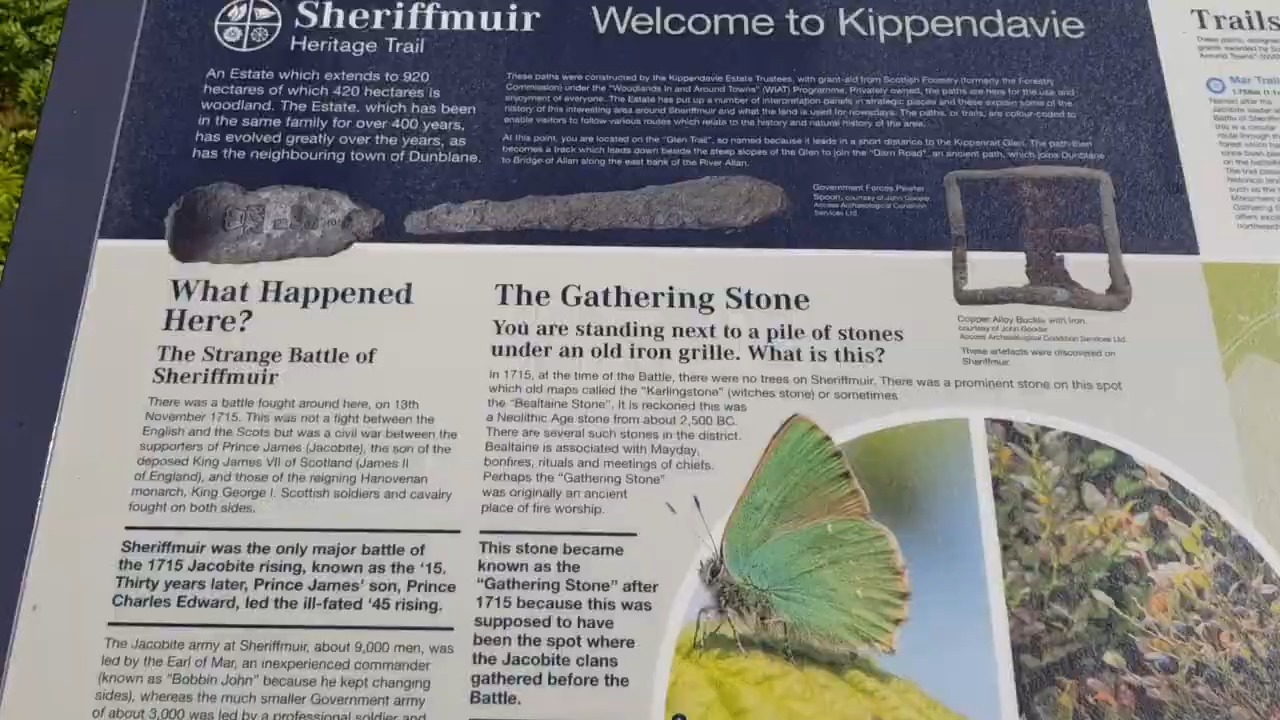 Sheriffmuir
Heritage Trail
Welcome to Kippendavie
An Estate which extends to 920
hectares of which 420 hectares is
woodland. The Estate, which has been
in the same family for over 400 years,
has evolved greatly over the years, as
has the neighbouring town of Dunblane.
These paths were constructed by the Kippendavie Estate Trustees, with grant-aid from Scottish Forestry (formerly the Forestry
Commission) under the "Woodlands In and Around Towns" (WIAT) Programme. Privately owned, the paths are here for the use and
enjoyment of everyone. The Estate has put up a number of interpretation panels in strategic places and these explain some of the
history of this interesting area around Sheriffmuir and what the land is used for nowadays. The paths, or trails, are colour-coded to
enable visitors to follow various routes which relate to the history and natural history of the area.
At this point, you are located on the "Glen Trail", so named because it leads in a short distance to the Kippenrait Glen. The path then
becomes a track which leads down beside the steep slopes of the Glen to join the "Darn Road", an ancient path, which joins Dunblane
to Bridge of Allan along the east bank of the River Allan.
Government Forces Pewter
Spoon, courtesy of John Gooder
Access Archaeological Condition
Services Ltd.
Copper Alloy Buckle with Iron,
courtesy of John Gooder
Access Archaeological Condition Services Ltd.
These artefacts were discovered on
Sheriffmuir.
What Happened
Here?
The Strange Battle of
Sheriffmuir
There was a battle fought around here, on 13th
November 1715. This was not a fight between the
English and the Scots but was a civil war between the
supporters of Prince James (Jacobite), the son of the
deposed King James VII of Scotland (James II
of England), and those of the reigning Hanoverian
monarch, King George I. Scottish soldiers and cavalry
fought on both sides.
Sheriffmuir was the only major battle of
the 1715 Jacobite rising, known as the '15.
Thirty years later, Prince James' son, Prince
Charles Edward, led the ill-fated '45 rising.
The Jacobite army at Sheriffmuir, about 9,000 men, was
led by the Earl of Mar, an inexperienced commander
(known as "Bobbin John" because he kept changing
sides), whereas the much smaller Government army
of about 3,000 was led by a professional soldier and
The Gathering Stone
You are standing next to a pile of stones
under an old iron grille. What is this?
In 1715, at the time of the Battle, there were no trees on Sheriffmuir. There was a prominent stone on this spot
which old maps called the "Karlingstone" (witches stone) or sometimes
the "Bealtaine Stone". It is reckoned this was
a Neolithic Age stone from about 2,500 BC.
There are several such stones in the district.
Bealtaine is associated with Mayday,
bonfires, rituals and meetings of chiefs.
Perhaps the "Gathering Stone"
was originally an ancient
place of fire worship.
This stone became
known as the
"Gathering Stone" after
1715 because this was
supposed to have
been the spot where
the Jacobite clans
gathered before the
Battle.
Trails
Mar Trail